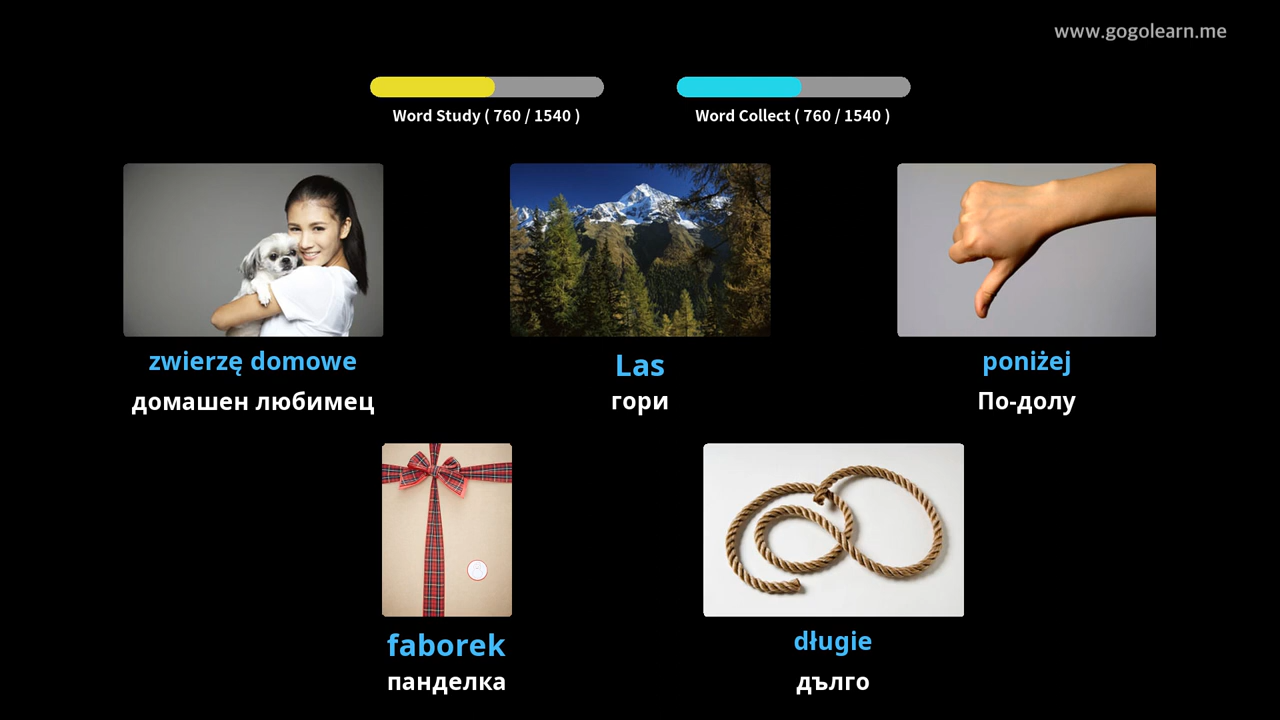 www.gogolearn.me
Word Study ( 760 / 1540 )
Word Collect ( 760 / 1540 )
zwierzę domowe
домашен любимец
Las
гори
poniżej
По-долу
faborek
панделка
długie
дълго